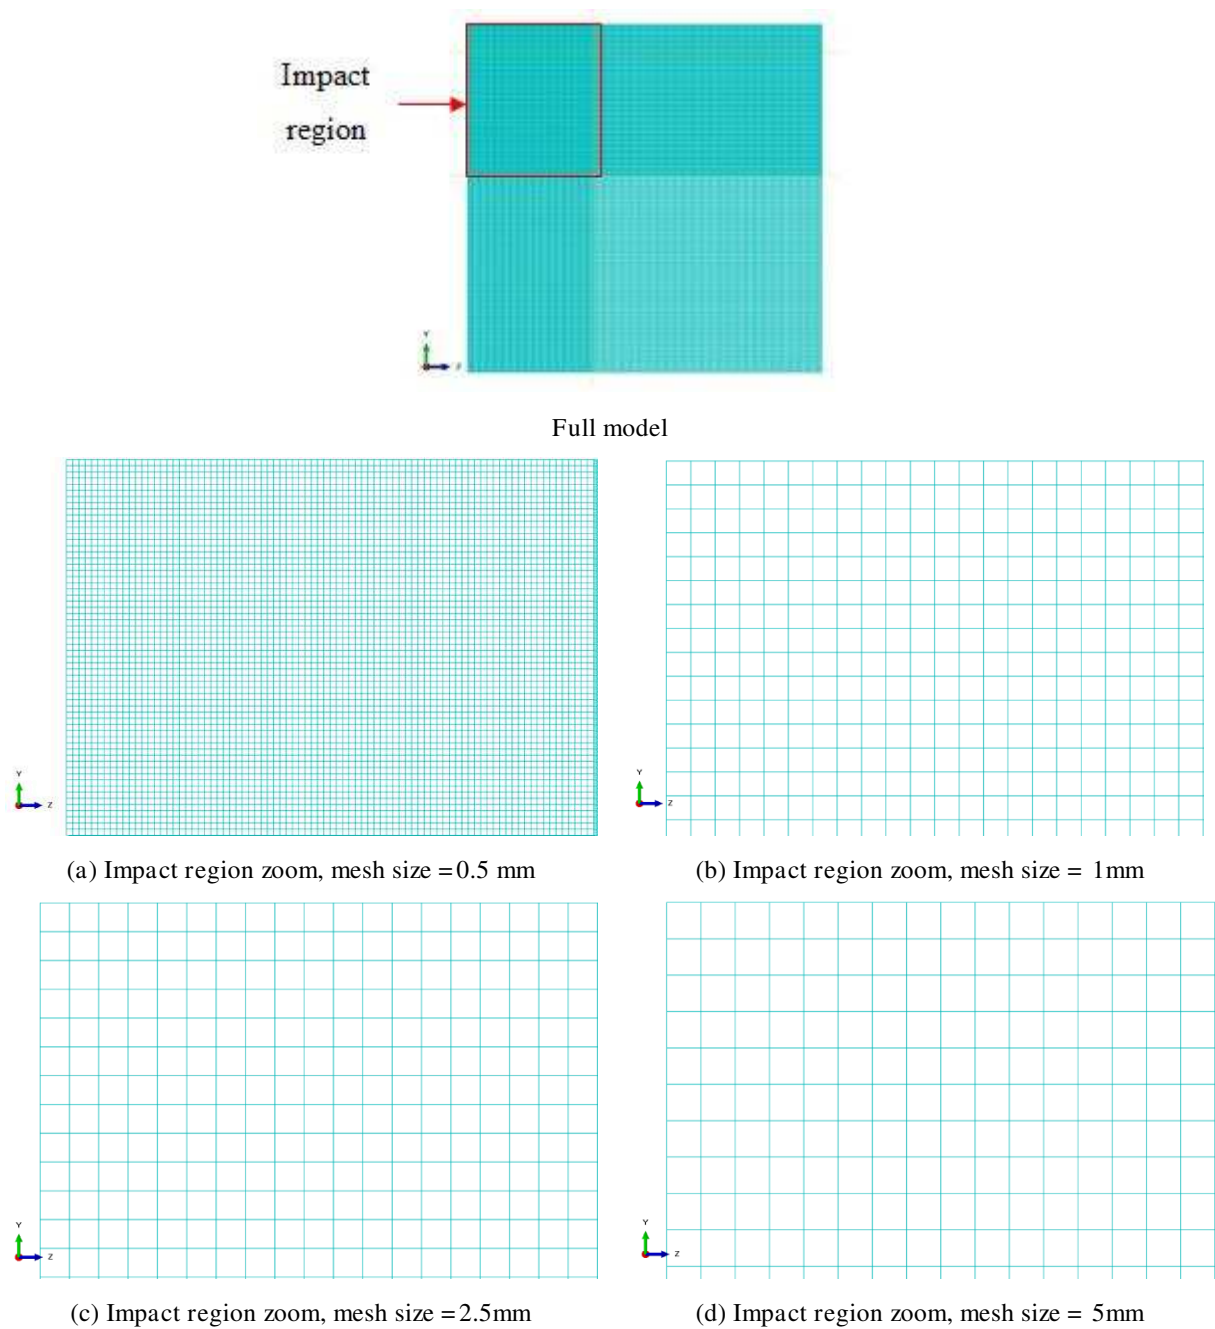 Impact
region
Y
Z
Full model
Y
Z
Y
Z
(a) Impact region zoom, mesh size = 0.5 mm
(b) Impact region zoom, mesh size = 1mm
Y
Z
Y
Z
(c) Impact region zoom, mesh size = 2.5mm
(d) Impact region zoom, mesh size = 5mm